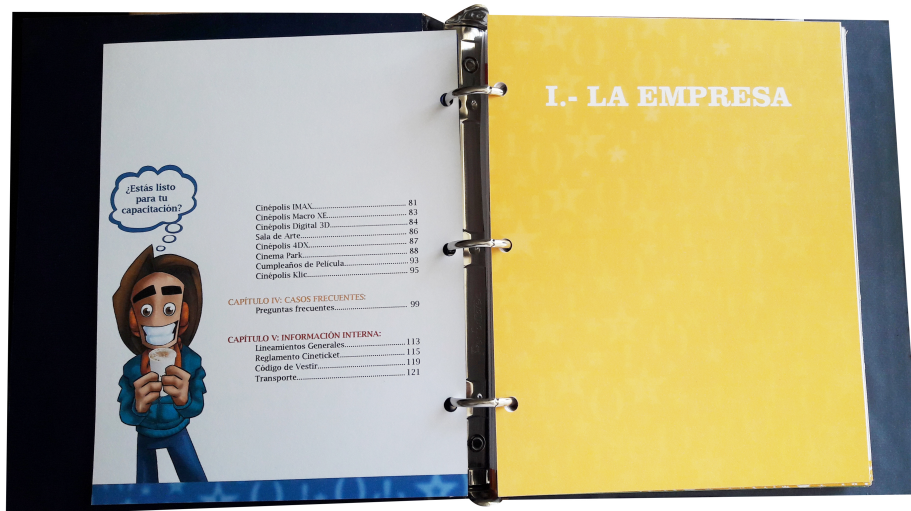 ¿Estás listo
para tu
capacitación?
Cinépolis IMAX.......................................... 81
Cinépolis Macro XE.................................... 83
Cinépolis Digital 3D................................... 84
Sala de Arte............................................... 86
Cinépolis 4DX............................................ 87
Cinema Park.............................................. 88
Cumpleaños de Película............................. 93
Cinépolis Klic............................................. 95
CAPÍTULO IV: CASOS FRECUENTES:
Preguntas frecuentes................................. 99
CAPÍTULO V: INFORMACIÓN INTERNA:
Lineamientos Generales........................... 113
Reglamento Cineticket............................. 115
Código de Vestir....................................... 119
Transporte................................................ 121
I.- LA EMPRESA